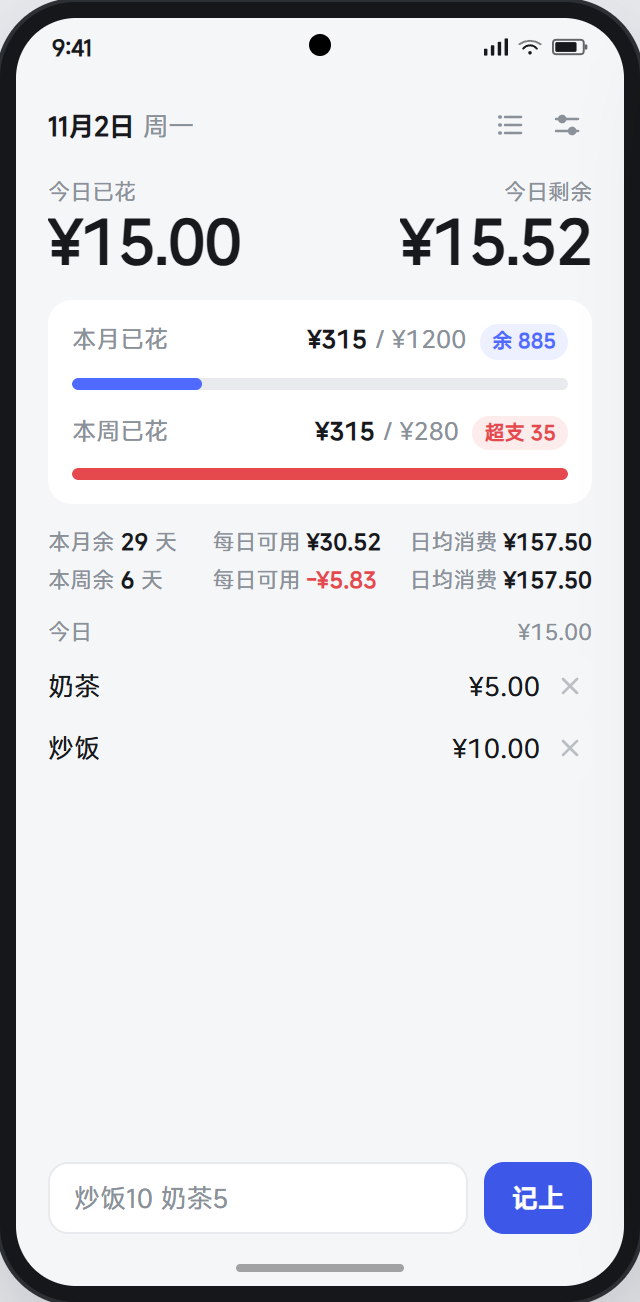 9:41
11月2日 周一
今日已花 今日剩余
¥15.00 ¥15.52
本月已花 ¥315 / ¥1200 余 885
本周已花 ¥315 / ¥280 超支 35
本月余 29 天 每日可用 ¥30.52 日均消费 ¥157.50
本周余 6 天 每日可用 -¥5.83 日均消费 ¥157.50
今日 ¥15.00
奶茶 ¥5.00
炒饭 ¥10.00
炒饭10 奶茶5 记上